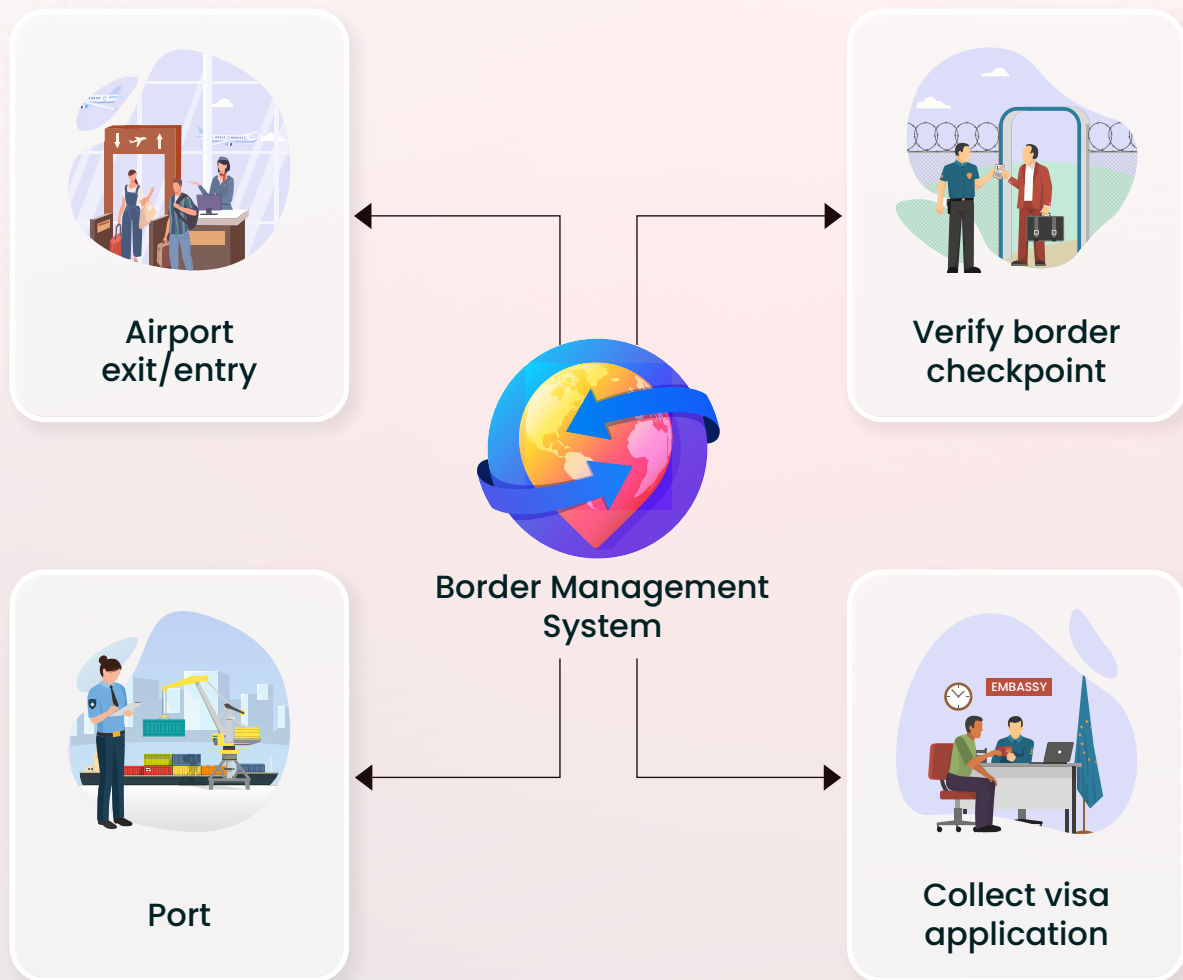 Airport
exit/entry
Verify border
checkpoint
Border Management
System
Port
EMBASSY
Collect visa
application